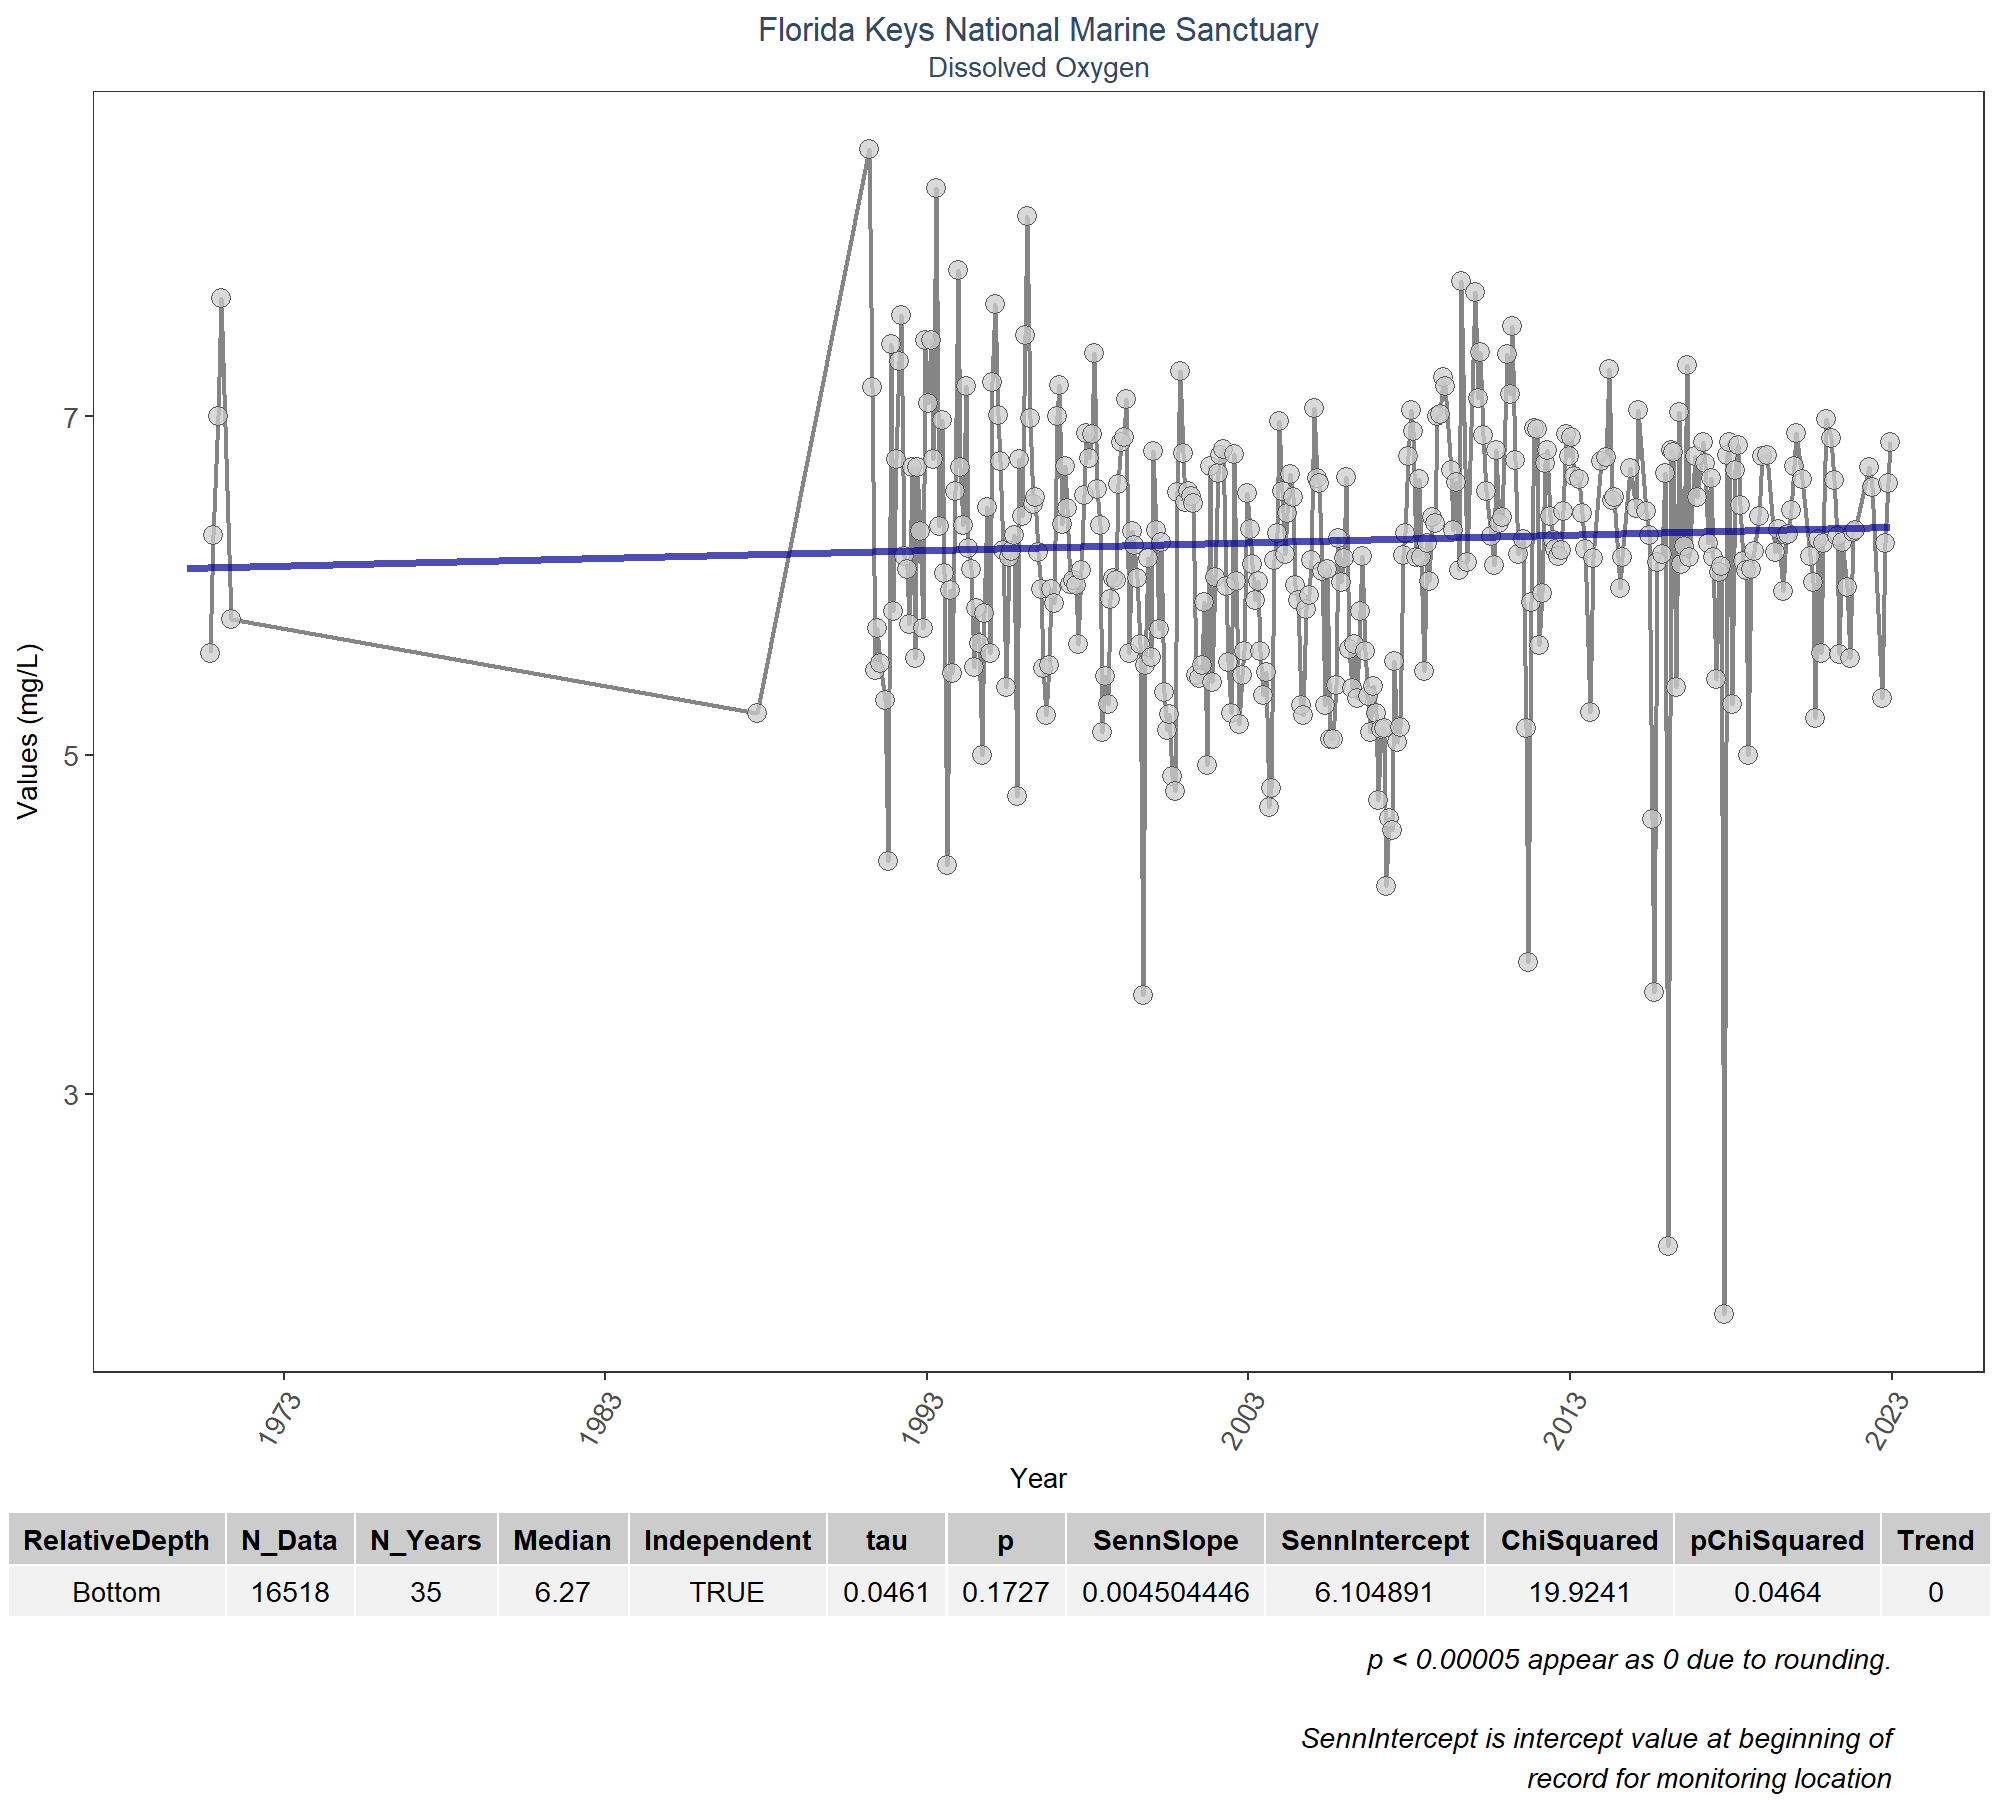 Florida Keys National Marine Sanctuary
Dissolved Oxygen
Values (mg/L)
7
5
3
1973
1983
1993
2003
2013
2023
Year
RelativeDepth N_Data N_Years Median Independent tau p SennSlope SennIntercept ChiSquared pChiSquared Trend
Bottom 16518 35 6.27 TRUE 0.0461 0.1727 0.004504446 6.104891 19.9241 0.0464 0
p < 0.00005 appear as 0 due to rounding.
SennIntercept is intercept value at beginning of
record for monitoring location